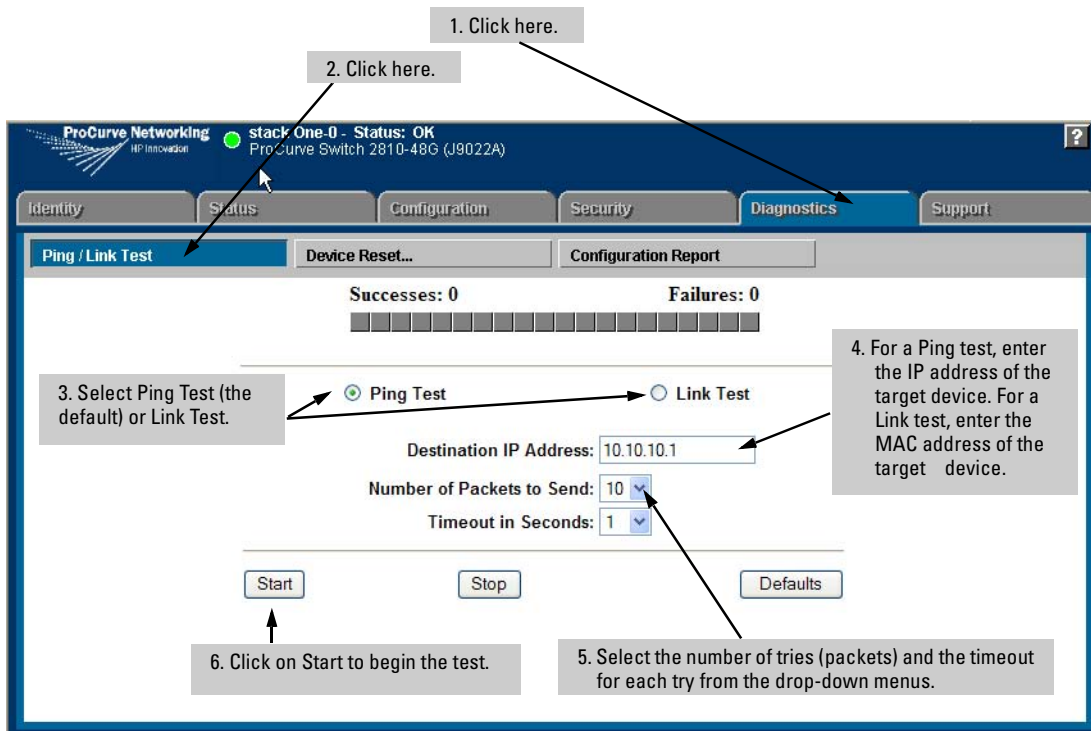 1. Click here.
2. Click here.
ProCurve Networking
HP Innovation
stack One-0 - Status: OK
ProCurve Switch 2810-48G (J9022A)
?
Identity
Status
Configuration
Security
Diagnostics
Support
Ping / Link Test
Device Reset...
Configuration Report
Successes: 0
Failures: 0
3. Select Ping Test (the
default) or Link Test.
Ping Test
Link Test
4. For a Ping test, enter
the IP address of the
target device. For a
Link test, enter the
MAC address of the
target device.
Destination IP Address: 10.10.10.1
Number of Packets to Send: 10
Timeout in Seconds: 1
Start
Stop
Defaults
6. Click on Start to begin the test.
5. Select the number of tries (packets) and the timeout
for each try from the drop-down menus.